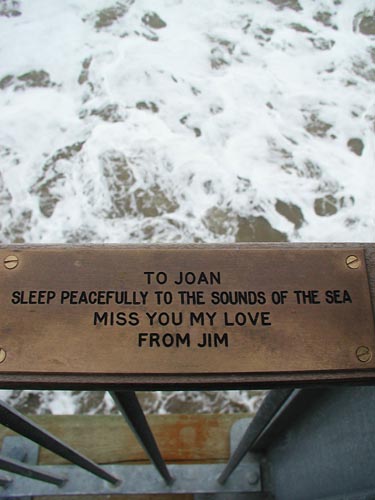 TO JOAN
SLEEP PEACEFULLY TO THE SOUNDS OF THE SEA
MISS YOU MY LOVE
FROM JIM